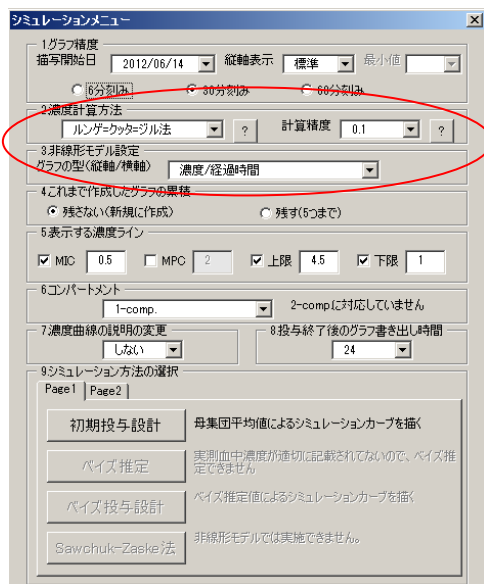 シミュレーションメニュー
1グラフ精度
描写開始日 2012/06/14 縦軸表示 標準 最小値
6分刻み 30分刻み 60分刻み
2濃度計算方法
ルンゲ=クッタ=ジル法 ? 計算精度 0.1 ?
3.非線形モデル設定
グラフの型(縦軸/横軸) 濃度/経過時間
4これまで作成したグラフの累積
残さない(新規に作成) 残す(5つまで)
5.表示する濃度ライン
MIC 0.5 MPC 2 上限 4.5 下限 1
6コンパートメント
1-comp. 2-compに対応していません
7.濃度曲線の説明の変更 8.投与終了後のグラフ書き出し時間
しない 24
9.シミュレーション方法の選択
Page1 Page2
初期投与設計 母集団平均値によるシミュレーションカーブを描く
ベイズ推定 実測血中濃度が適切に記載されてないので、ベイズ推
定できません
ベイズ投与設計 ベイズ推定値によるシミュレーションカーブを描く
Sawchuk-Zaske法 非線形モデルでは実施できません。